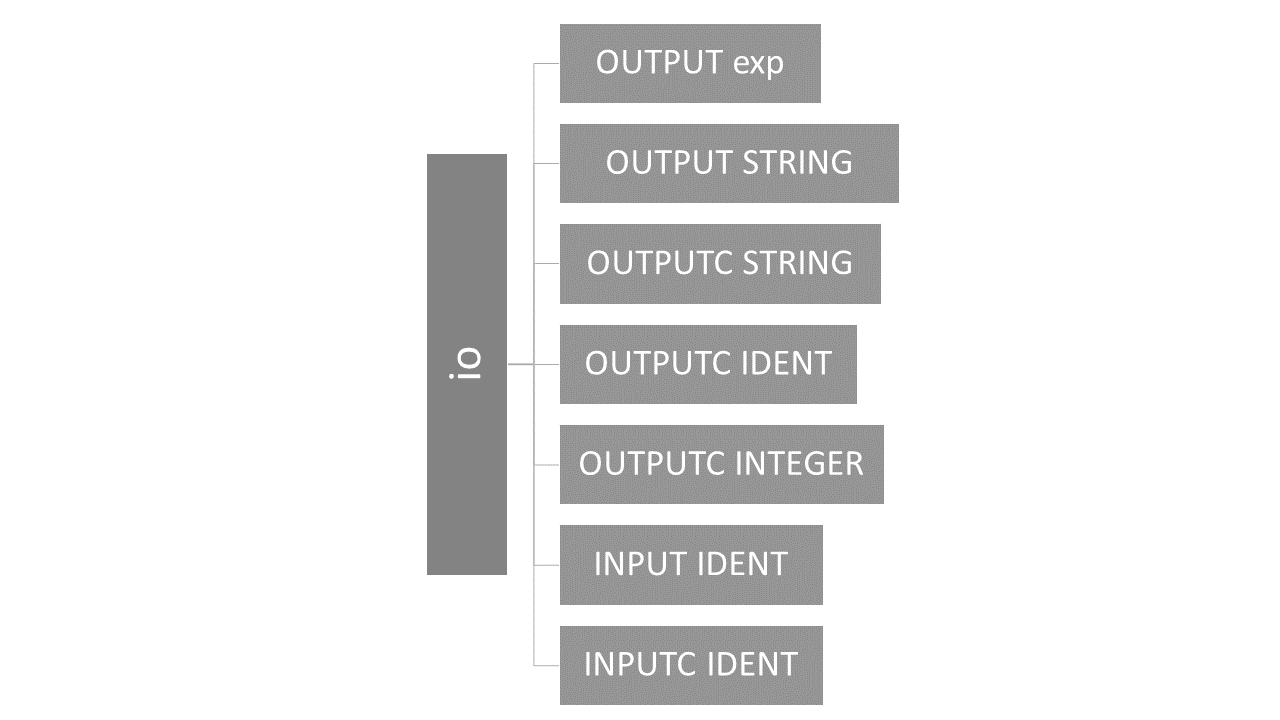 io
OUTPUT exp
OUTPUT STRING
OUTPUTC STRING
OUTPUTC IDENT
OUTPUTC INTEGER
INPUT IDENT
INPUTC IDENT